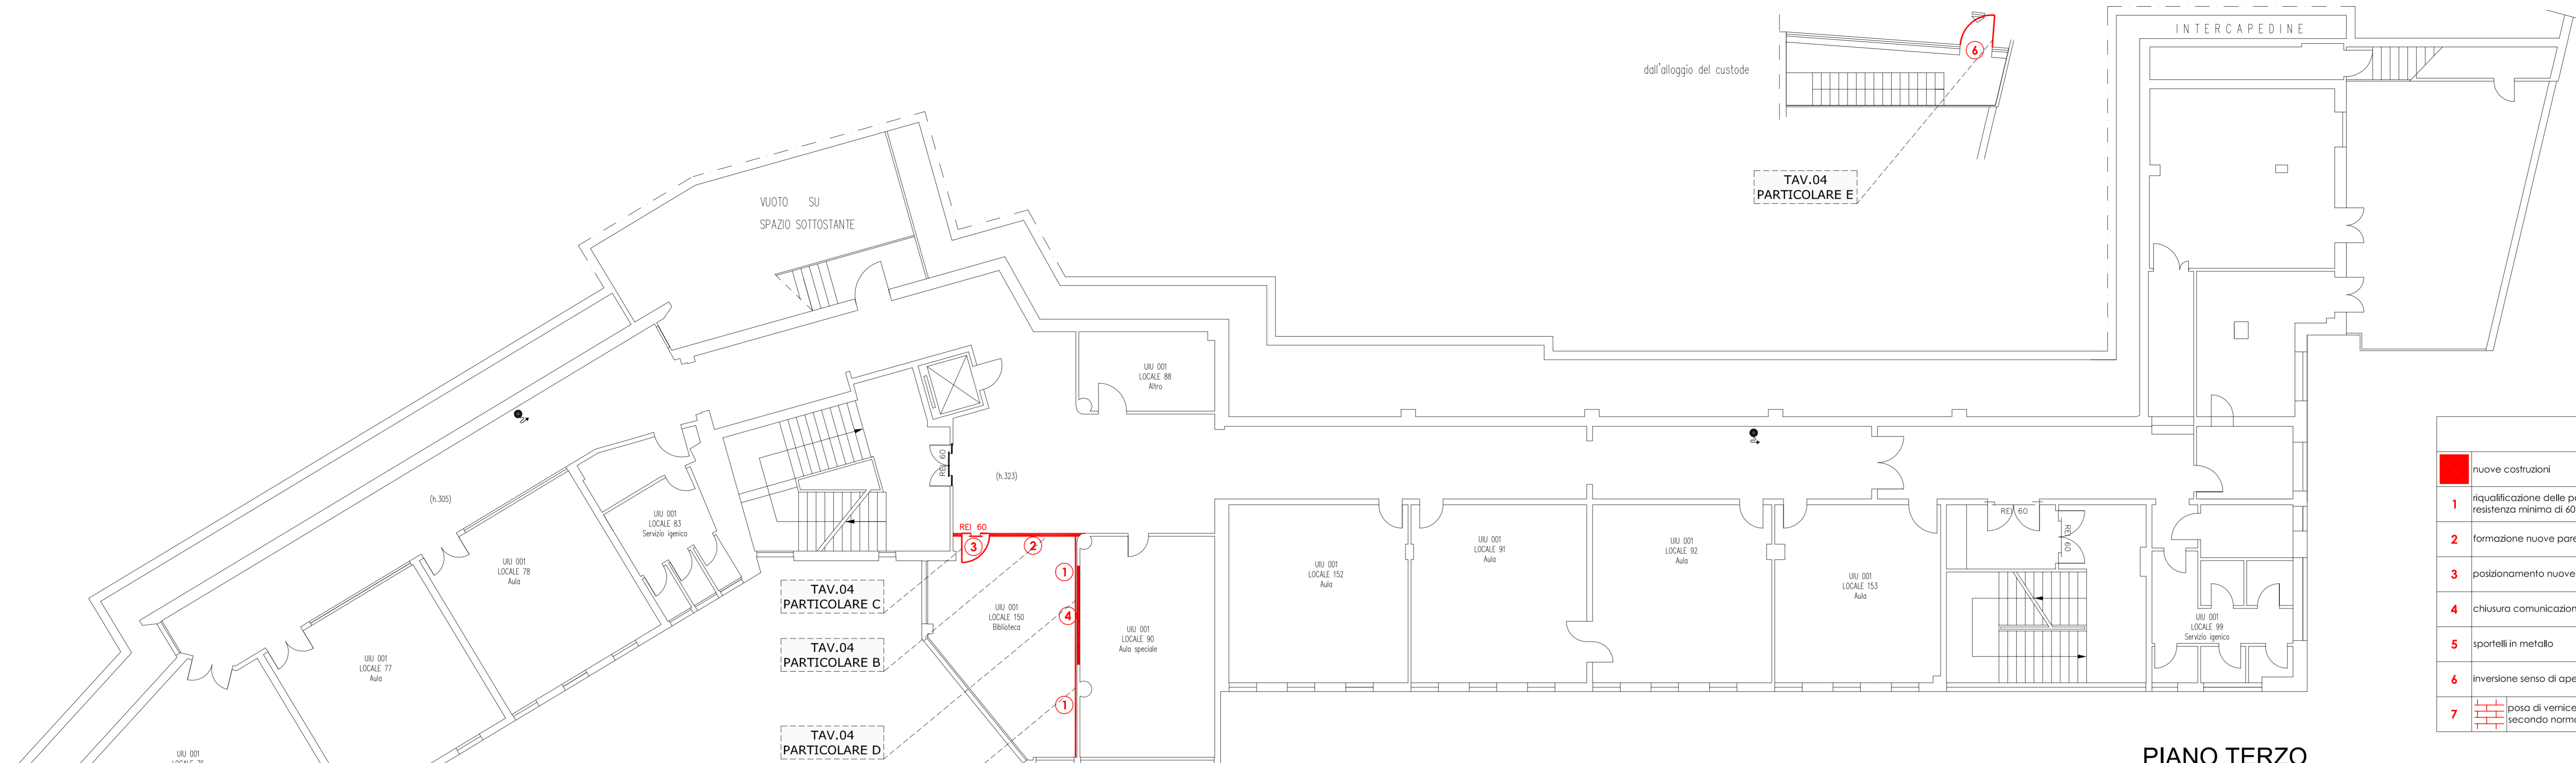 INTERCAPEDINE
dall'alloggio del custode
6
TAV.04
PARTICOLARE E
VUOTO SU
SPAZIO SOTTOSTANTE
UIU 001
LOCALE 88
Altro
REI 60
(h.323)
(h.305)
UIU 001
LOCALE 83
Servizio igenico
REI 60
3
2
1
4
1
UIU 001
LOCALE 78
Aula
UIU 001
LOCALE 77
Aula
UIU 001
TAV.04
PARTICOLARE C
TAV.04
PARTICOLARE B
TAV.04
PARTICOLARE D
UIU 001
LOCALE 150
Biblioteca
UIU 001
LOCALE 90
Aula speciale
UIU 001
LOCALE 152
Aula
UIU 001
LOCALE 91
Aula
UIU 001
LOCALE 92
Aula
UIU 001
LOCALE 153
Aula
REI 60
REI 60
UIU 001
LOCALE 99
Servizio igenico
nuove costruzioni
1 riqualificazione delle
resistenza minima di 60
2 formazione nuove
3 posizionamento nuove
4 chiusura
5 sportelli in metallo
6 inversione senso di
7 posa di vernice
secondo
PIANO TERZO